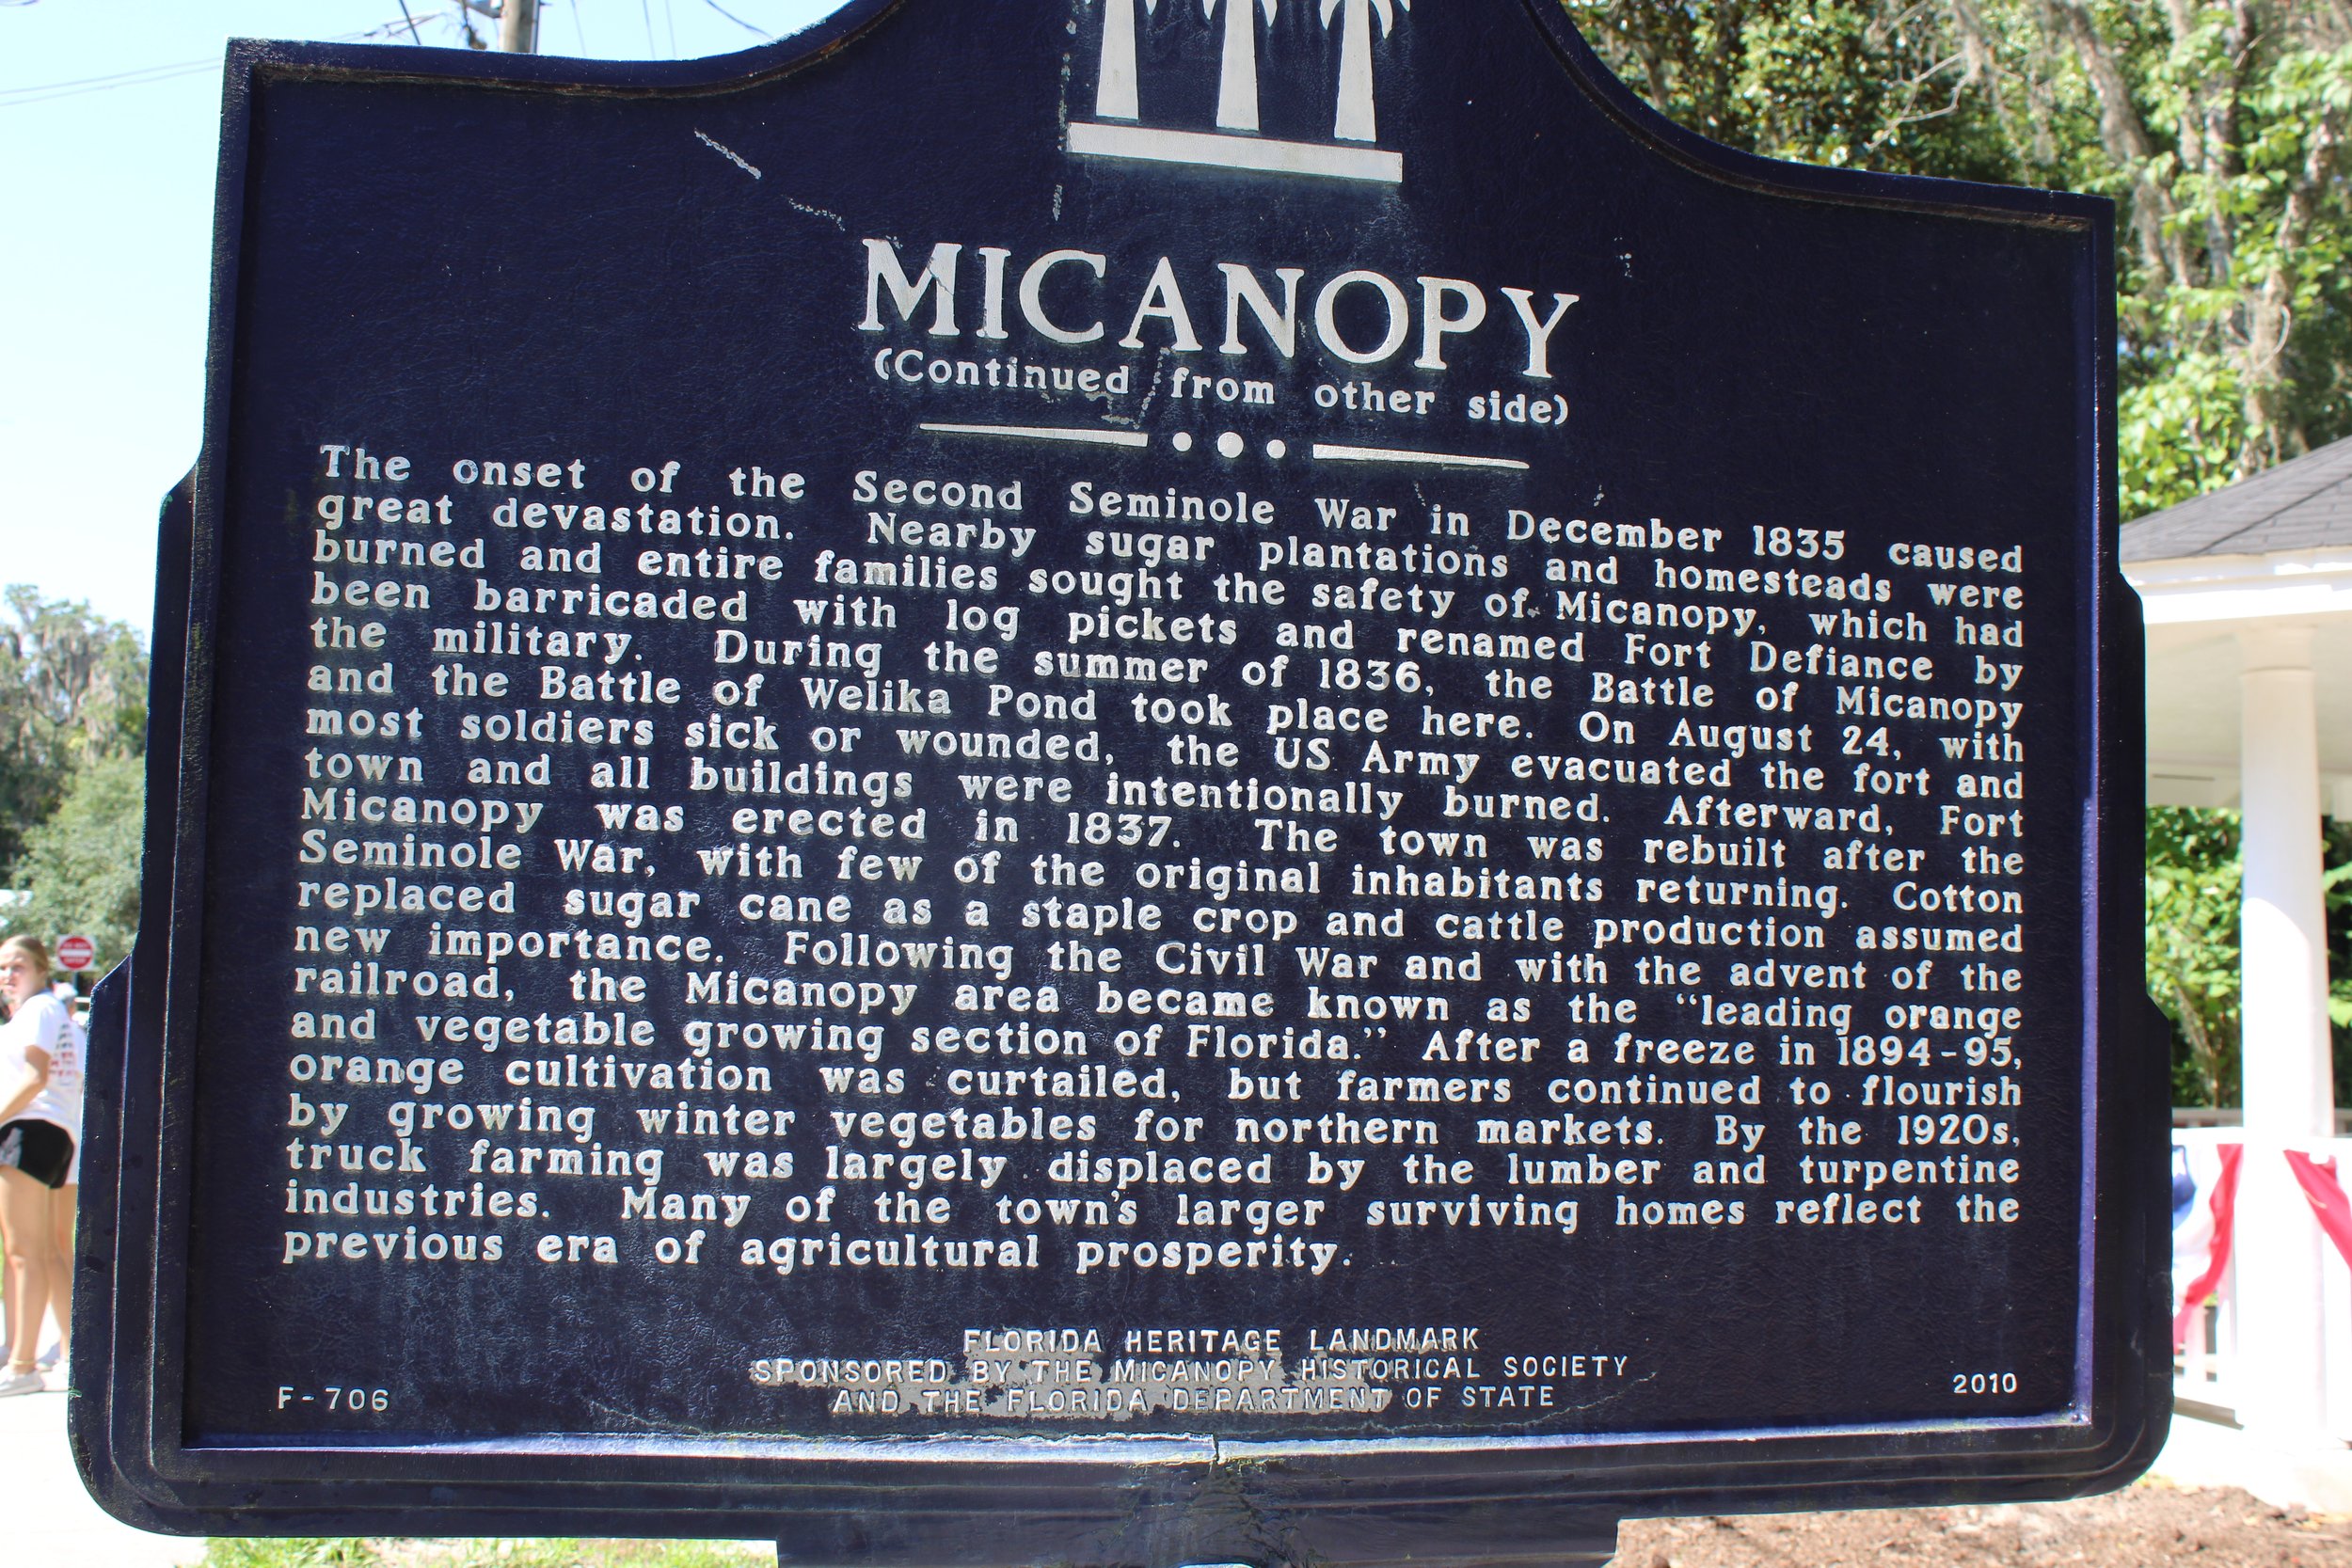 MICANOPY
(Continued from other side)
The onset of the Second Seminole War in December 1835 caused
great devastation. Nearby sugar plantations and homesteads were
burned and entire families sought the safety of Micanopy, which had
been barricaded with log pickets and renamed Fort Defiance by
the military. During the summer of 1836, the Battle of Micanopy
and the Battle of Welika Pond took place here. On August 24, with
most soldiers sick or wounded, the US Army evacuated the fort and
town and all buildings were intentionally burned. Afterward, Fort
Micanopy was erected in 1837. The town was rebuilt after the
Seminole War, with few of the original inhabitants returning. Cotton
replaced sugar cane as a staple crop and cattle production assumed
new importance. Following the Civil War and with the advent of the
railroad, the Micanopy area became known as the "leading orange
and vegetable growing section of Florida." After a freeze in 1894-95,
orange cultivation was curtailed, but farmers continued to flourish
by growing winter vegetables for northern markets. By the 1920s,
truck farming was largely displaced by the lumber and turpentine
industries. Many of the town's larger surviving homes reflect the
previous era of agricultural prosperity.
FLORIDA HERITAGE LANDMARK
SPONSORED BY THE MICANOPY HISTORICAL SOCIETY
AND THE FLORIDA DEPARTMENT OF STATE
F-706
2010